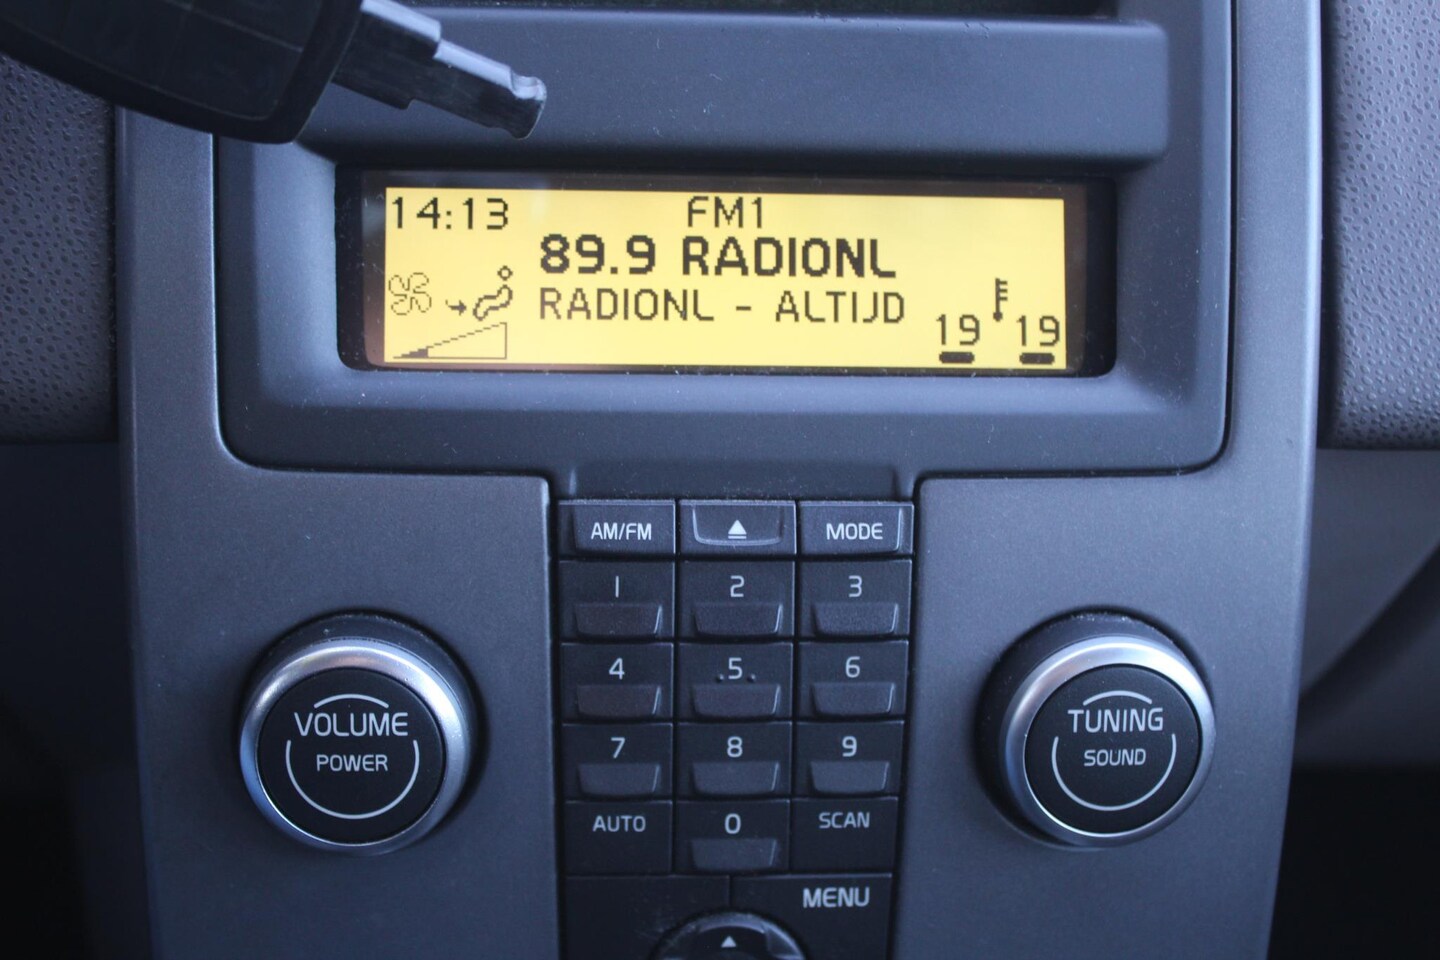 14:13 FM1
89.9 RADIONL
RADIONL - ALTIJD
19 19
AM/FM MODE
1 2 3
4 .5. 6
7 8 9
AUTO 0 SCAN
MENU
VOLUME
POWER
TUNING
SOUND